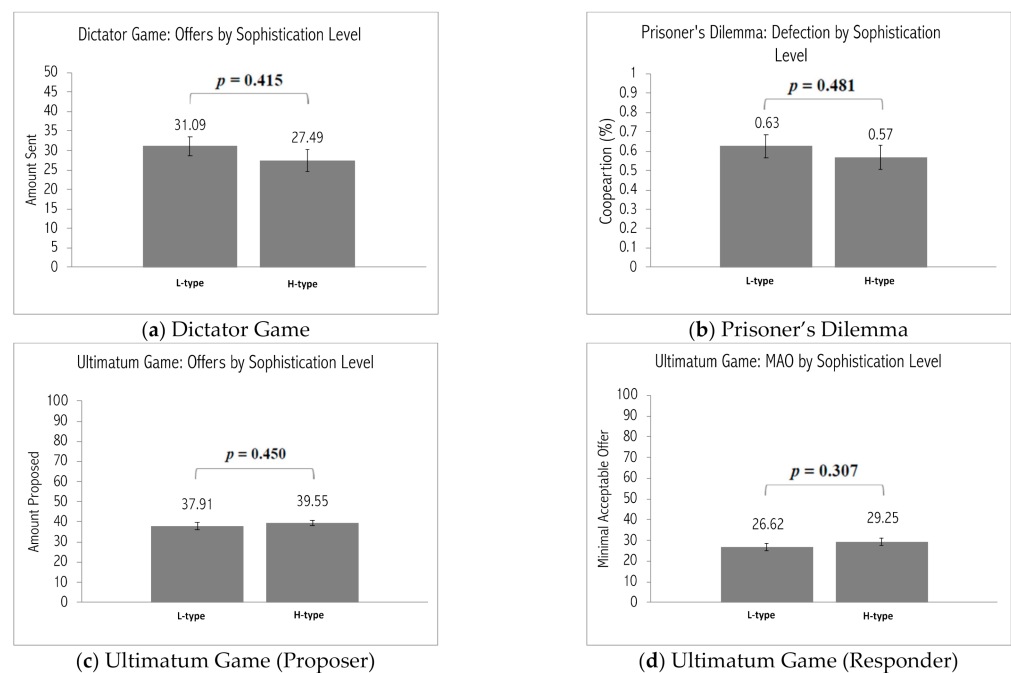 Dictator Game: Offers by Sophistication Level
p = 0.415
50
45
40
35
30
25
20
15
10
5
0
Amount Sent
31.09
27.49
L-type
H-type
(a) Dictator Game
Prisoner's Dilemma: Defection by Sophistication
Level
p = 0.481
1
0.9
0.8
0.7
0.6
0.5
0.4
0.3
0.2
0.1
0
Coopeartion (%)
0.63
0.57
L-type
H-type
(b) Prisoner’s Dilemma
Ultimatum Game: Offers by Sophistication Level
100
90
80
70
60
50
40
30
20
10
0
Amount Proposed
p = 0.450
37.91
39.55
L-type
H-type
(c) Ultimatum Game (Proposer)
Ultimatum Game: MAO by Sophistication Level
100
90
80
70
60
50
40
30
20
10
0
Minimal Acceptable Offer
p = 0.307
26.62
29.25
L-type
H-type
(d) Ultimatum Game (Responder)